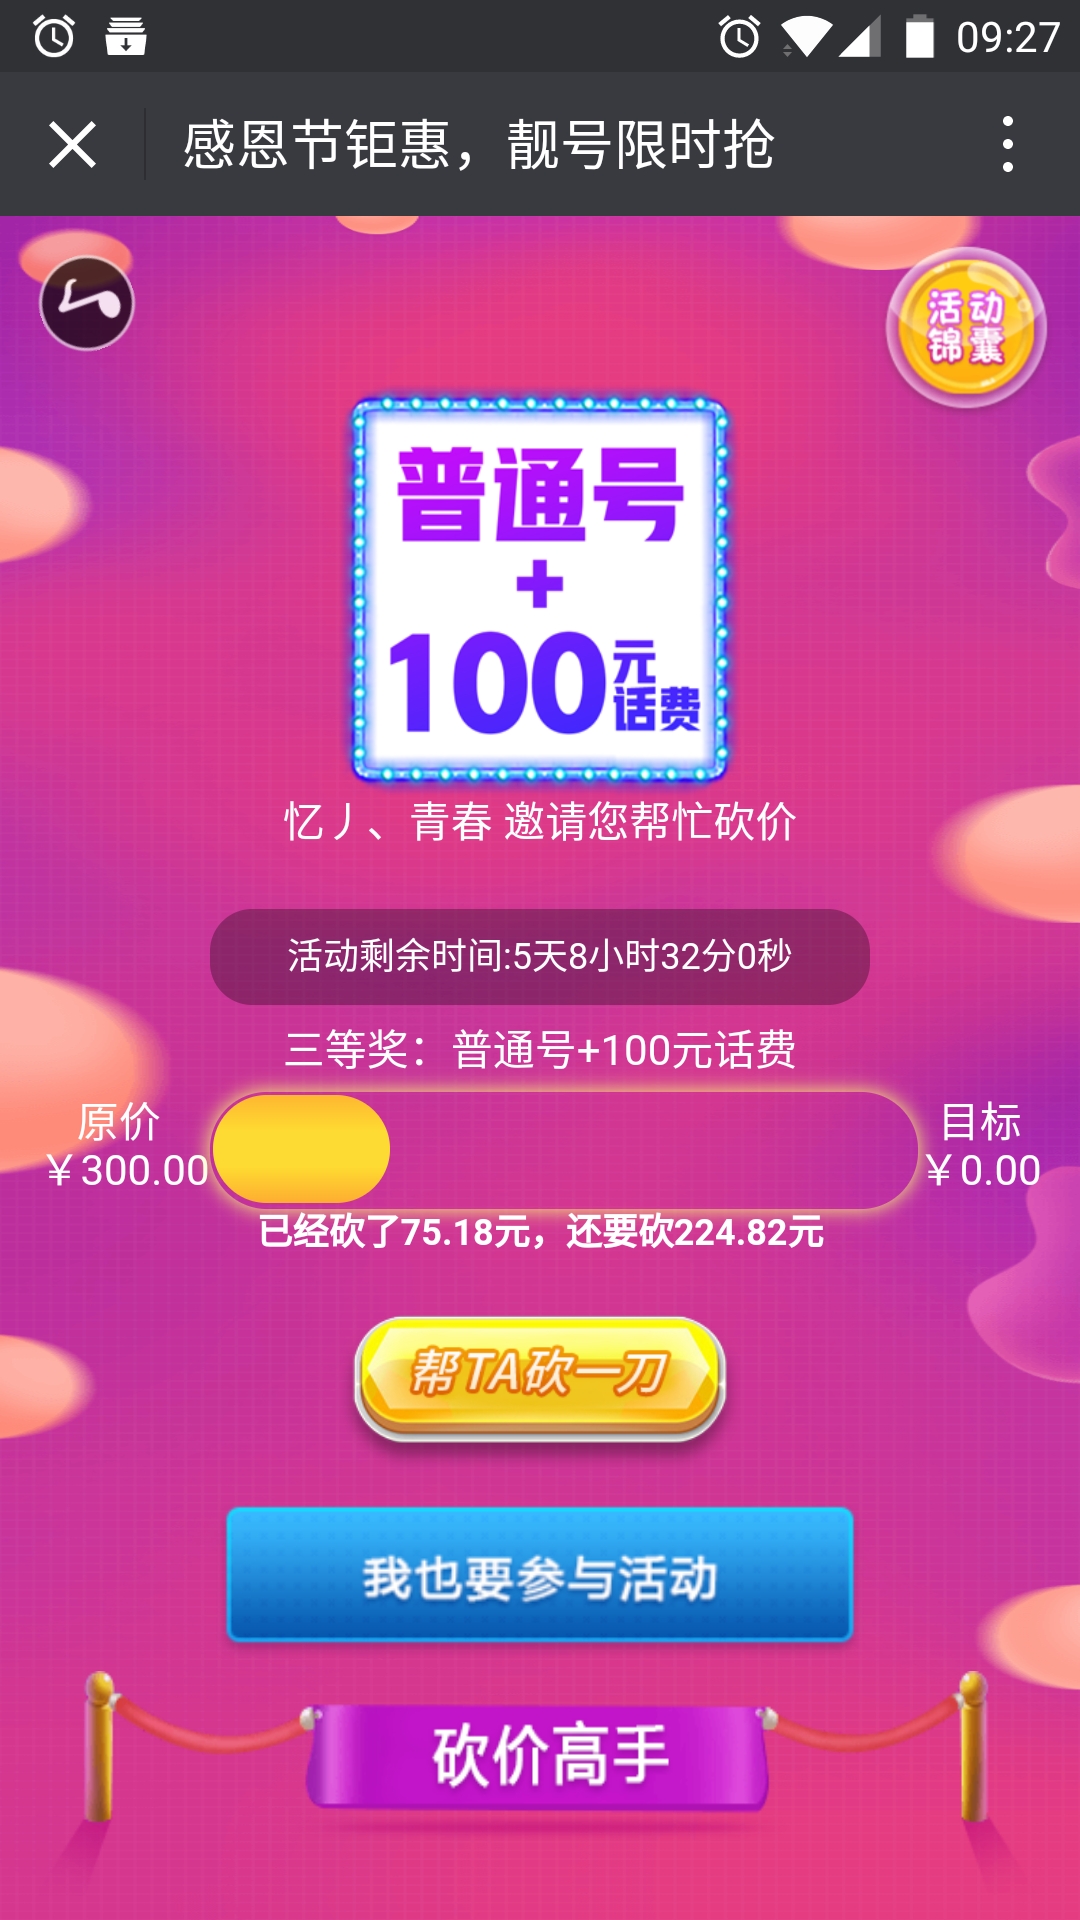 09:27
感恩节钜惠，靓号限时抢
活动
锦囊
普通号
+
100元
话费
忆丿、青春 邀请您帮忙砍价
活动剩余时间:5天8小时32分0秒
三等奖：普通号+100元话费
原价
￥300.00
目标
￥0.00
已经砍了75.18元，还要砍224.82元
帮TA砍一刀
我也要参与活动
砍价高手